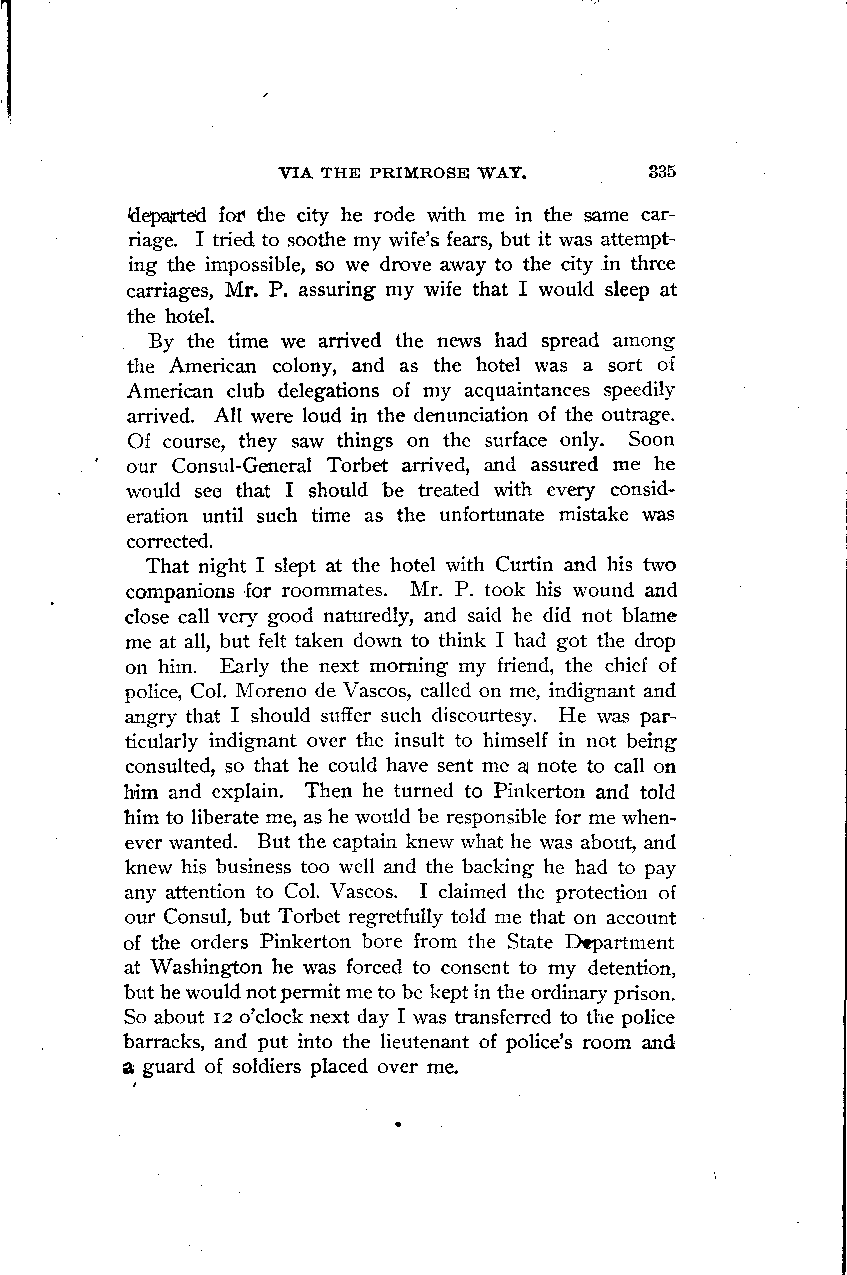 VIA THE PRIMROSE WAY. 335
departed for the city he rode with me in the same car-
riage. I tried to soothe my wife's fears, but it was attempt-
ing the impossible, so we drove away to the city in three
carriages, Mr. P. assuring my wife that I would sleep at
the hotel.
By the time we arrived the news had spread among
the American colony, and as the hotel was a sort of
American club delegations of my acquaintances speedily
arrived. All were loud in the denunciation of the outrage.
Of course, they saw things on the surface only. Soon
our Consul-General Torbet arrived, and assured me he
would see that I should be treated with every consid-
eration until such time as the unfortunate mistake was
corrected.
That night I slept at the hotel with Curtin and his two
companions for roommates. Mr. P. took his wound and
close call very good naturedly, and said he did not blame
me at all, but felt taken down to think I had got the drop
on him. Early the next morning my friend, the chief of
police, Col. Moreno de Vascos, called on me, indignant and
angry that I should suffer such discourtesy. He was par-
ticularly indignant over the insult to himself in not being
consulted, so that he could have sent me a note to call on
him and explain. Then he turned to Pinkerton and told
him to liberate me, as he would be responsible for me when-
ever wanted. But the captain knew what he was about, and
knew his business too well and the backing he had to pay
any attention to Col. Vascos. I claimed the protection of
our Consul, but Torbet regretfully told me that on account
of the orders Pinkerton bore from the State Department
at Washington he was forced to consent to my detention,
but he would not permit me to be kept in the ordinary prison.
So about 12 o'clock next day I was transferred to the police
barracks, and put into the lieutenant of police's room and
a guard of soldiers placed over me.